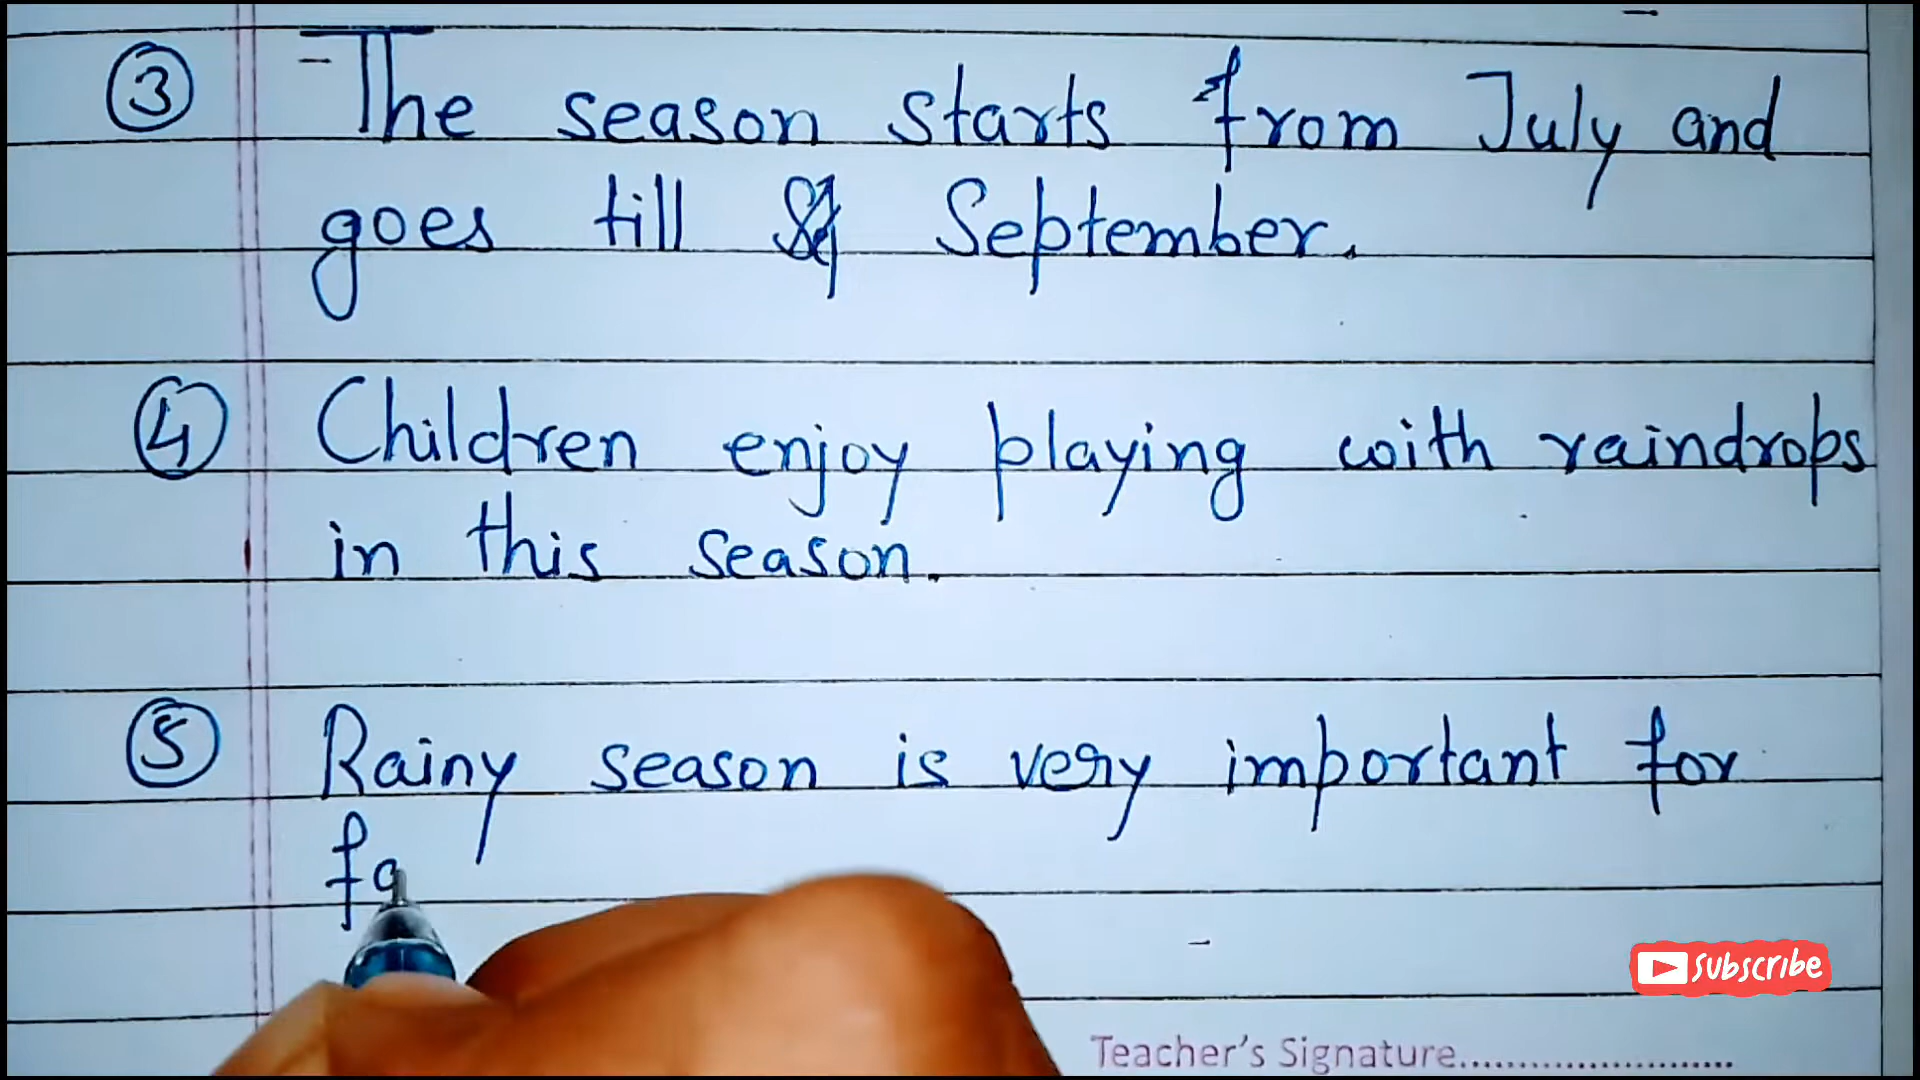 ③ The season starts from July and
goes till September.
④ Children enjoy playing with raindrops
in this season.
⑤ Rainy season is very important for
fa
Subscribe
Teacher's Signature........................